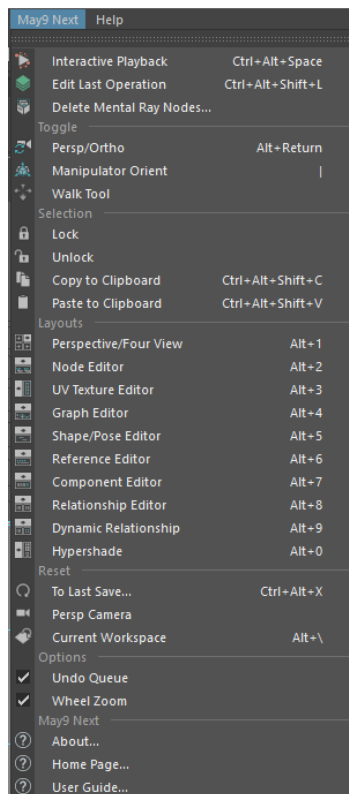 May9 Next Help
Interactive Playback Ctrl+Alt+Space
Edit Last Operation Ctrl+Alt+Shift+L
Delete Mental Ray Nodes...
Toggle
Persp/Ortho Alt+Return
Manipulator Orient |
Walk Tool
Selection
Lock
Unlock
Copy to Clipboard Ctrl+Alt+Shift+C
Paste to Clipboard Ctrl+Alt+Shift+V
Layouts
Perspective/Four View Alt+1
Node Editor Alt+2
UV Texture Editor Alt+3
Graph Editor Alt+4
Shape/Pose Editor Alt+5
Reference Editor Alt+6
Component Editor Alt+7
Relationship Editor Alt+8
Dynamic Relationship Alt+9
Hypershade Alt+0
Reset
To Last Save... Ctrl+Alt+X
Persp Camera
Current Workspace Alt+\
Options
Undo Queue
Wheel Zoom
May9 Next
About...
Home Page...
User Guide...